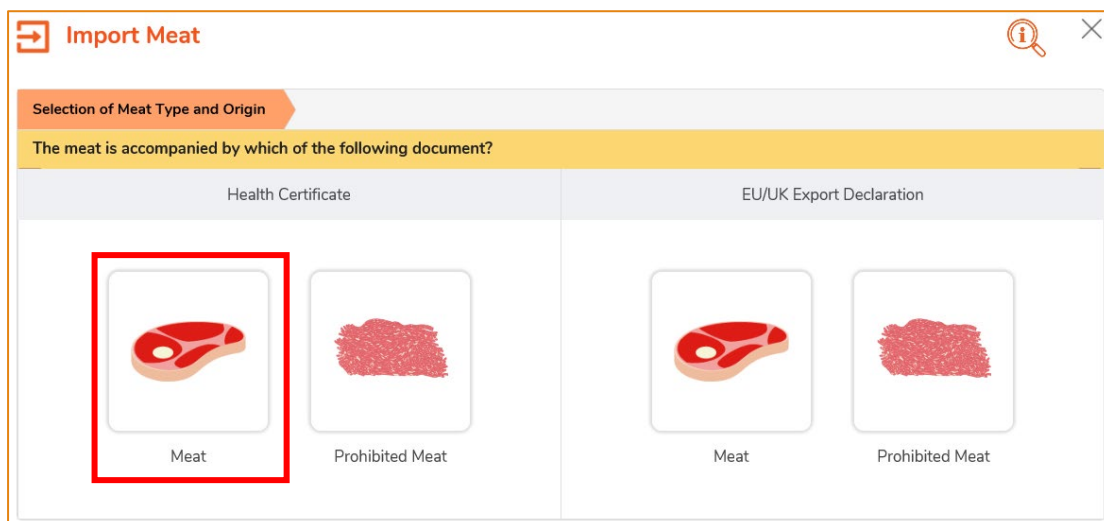 Import Meat
Selection of Meat Type and Origin
The meat is accompanied by which of the following document?
Health Certificate
EU/UK Export Declaration
Meat
Prohibited Meat
Meat
Prohibited Meat